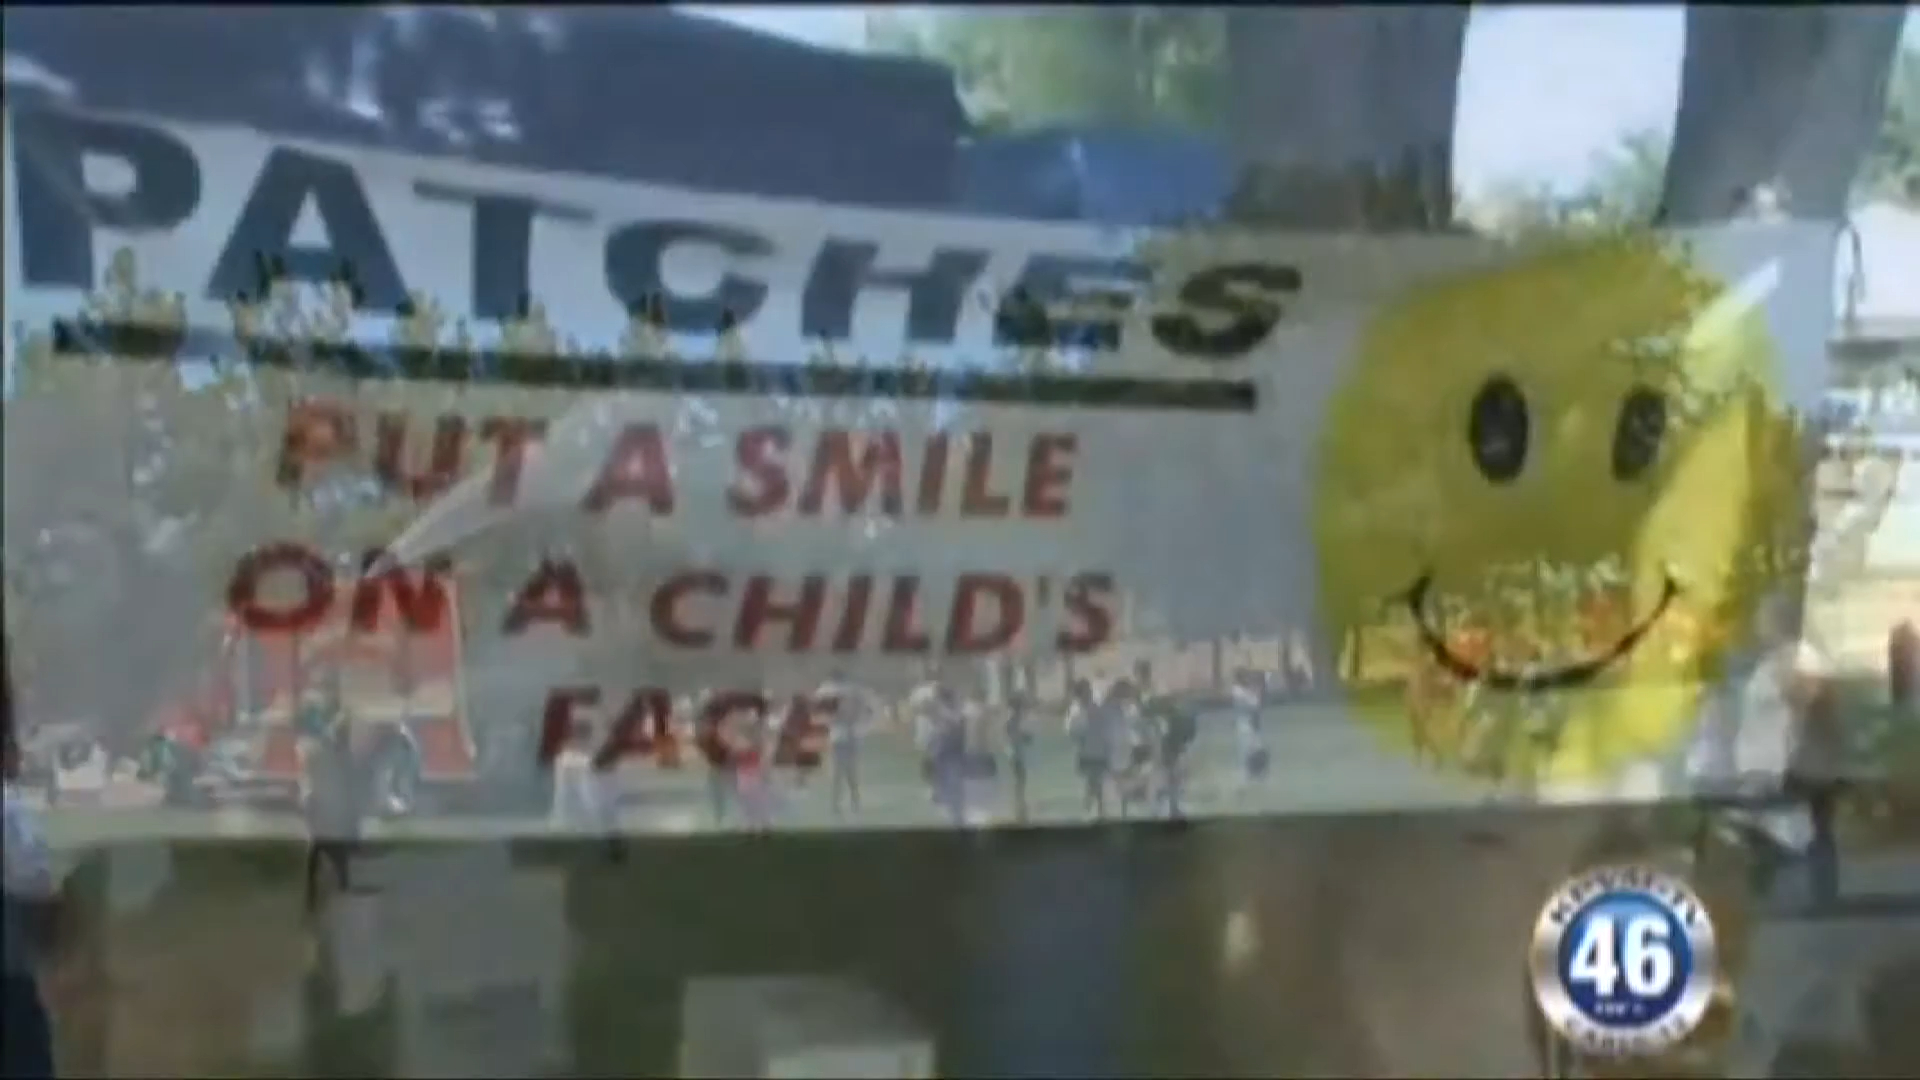 PATCHES
PUT A SMILE
ON A CHILD'S
FACE
46